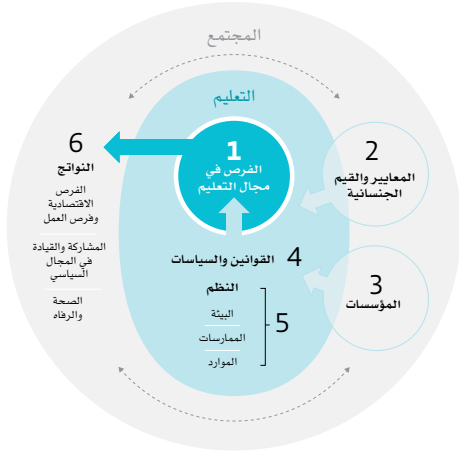 المجتمع
التعليم
1
الفرص في
مجال التعليم
2
المعايير والقيم
الجنسانية
3
المؤسسات
4 القوانين والسياسات
5
النظم
البيئة
الممارسات
الموارد
6
النواتج
الفرص
الاقتصادية
وفرص العمل
المشاركة والقيادة
في المجال
السياسي
الصحة
والرفاه